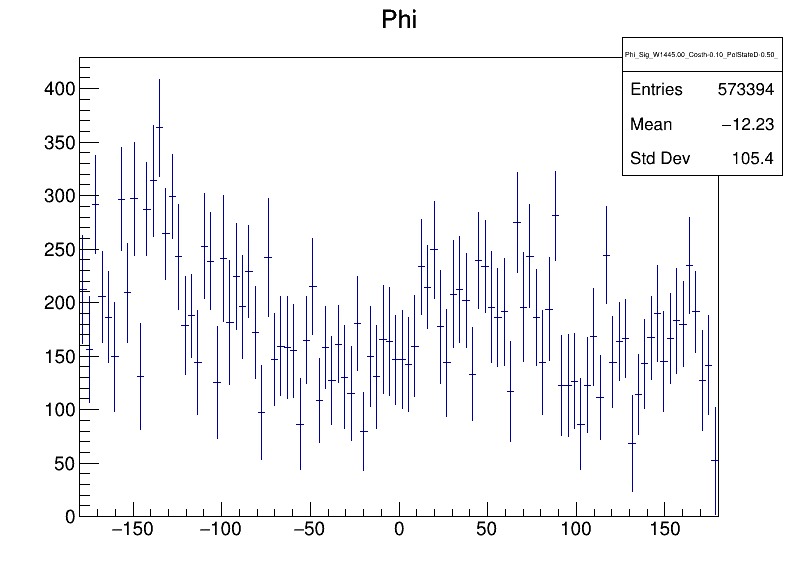 Phi
Phi_Sig_W1445.00_Costh-0.10_PolStateD-0.50_
Entries 573394
Mean −12.23
Std Dev 105.4
400
350
300
250
200
150
100
50
0
−150 −100 −50 0 50 100 150